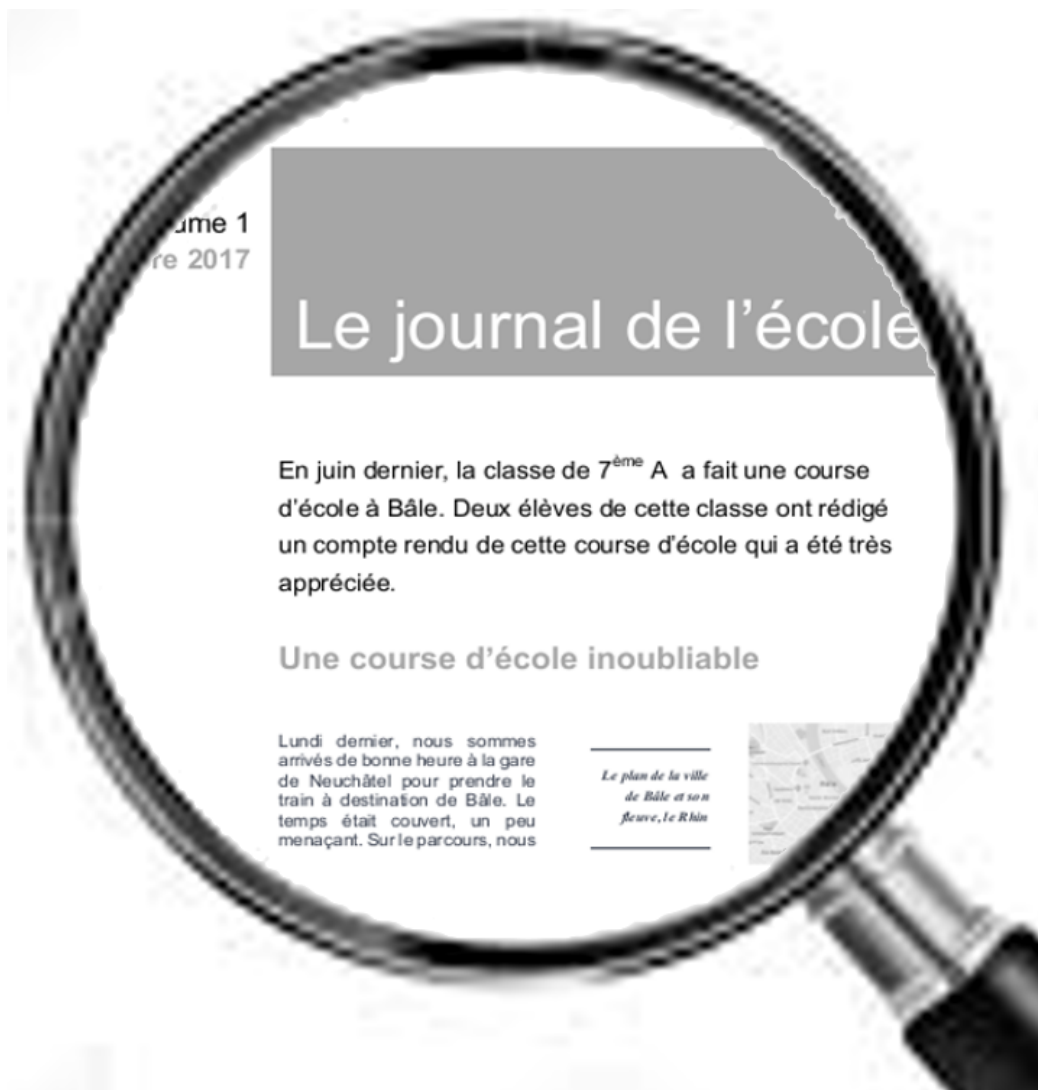 1
2017
Le journal de l'école
En juin dernier, la classe de 7ème A a fait une course
d'école à Bâle. Deux élèves de cette classe ont rédigé
un compte rendu de cette course d'école qui a été très
appréciée.
Une course d'école inoubliable
Lundi dernier, nous sommes
arrivés de bonne heure à la gare
de Neuchâtel pour prendre le
train à destination de Bâle. Le
temps était couvert, un peu
menaçant. Sur le parcours, nous
Le plan de la ville
de Bâle et son
fleuve, le Rhin